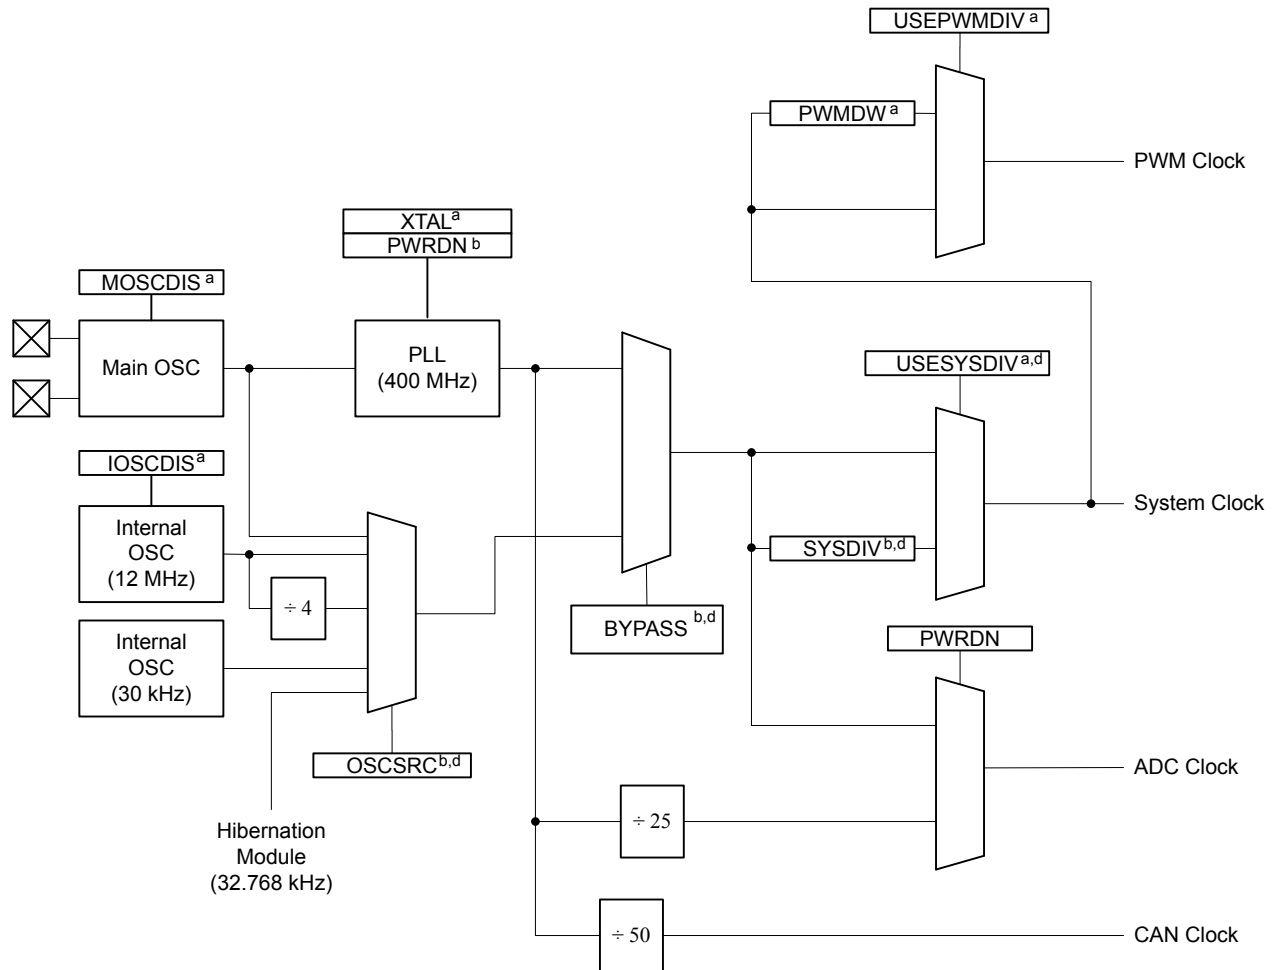 USEPWMDIV a
PWMDW a
PWM Clock
XTAL a
PWRDN b
MOSCDIS a
Main OSC
PLL
(400 MHz)
USESYSDIV a,d
IOSCDIS a
Internal
OSC
(12 MHz)
÷ 4
System Clock
SYSDIV b,d
BYPASS b,d
PWRDN
Internal
OSC
(30 kHz)
OSCSRC b,d
ADC Clock
÷ 25
Hibernation
Module
(32.768 kHz)
÷ 50
CAN Clock